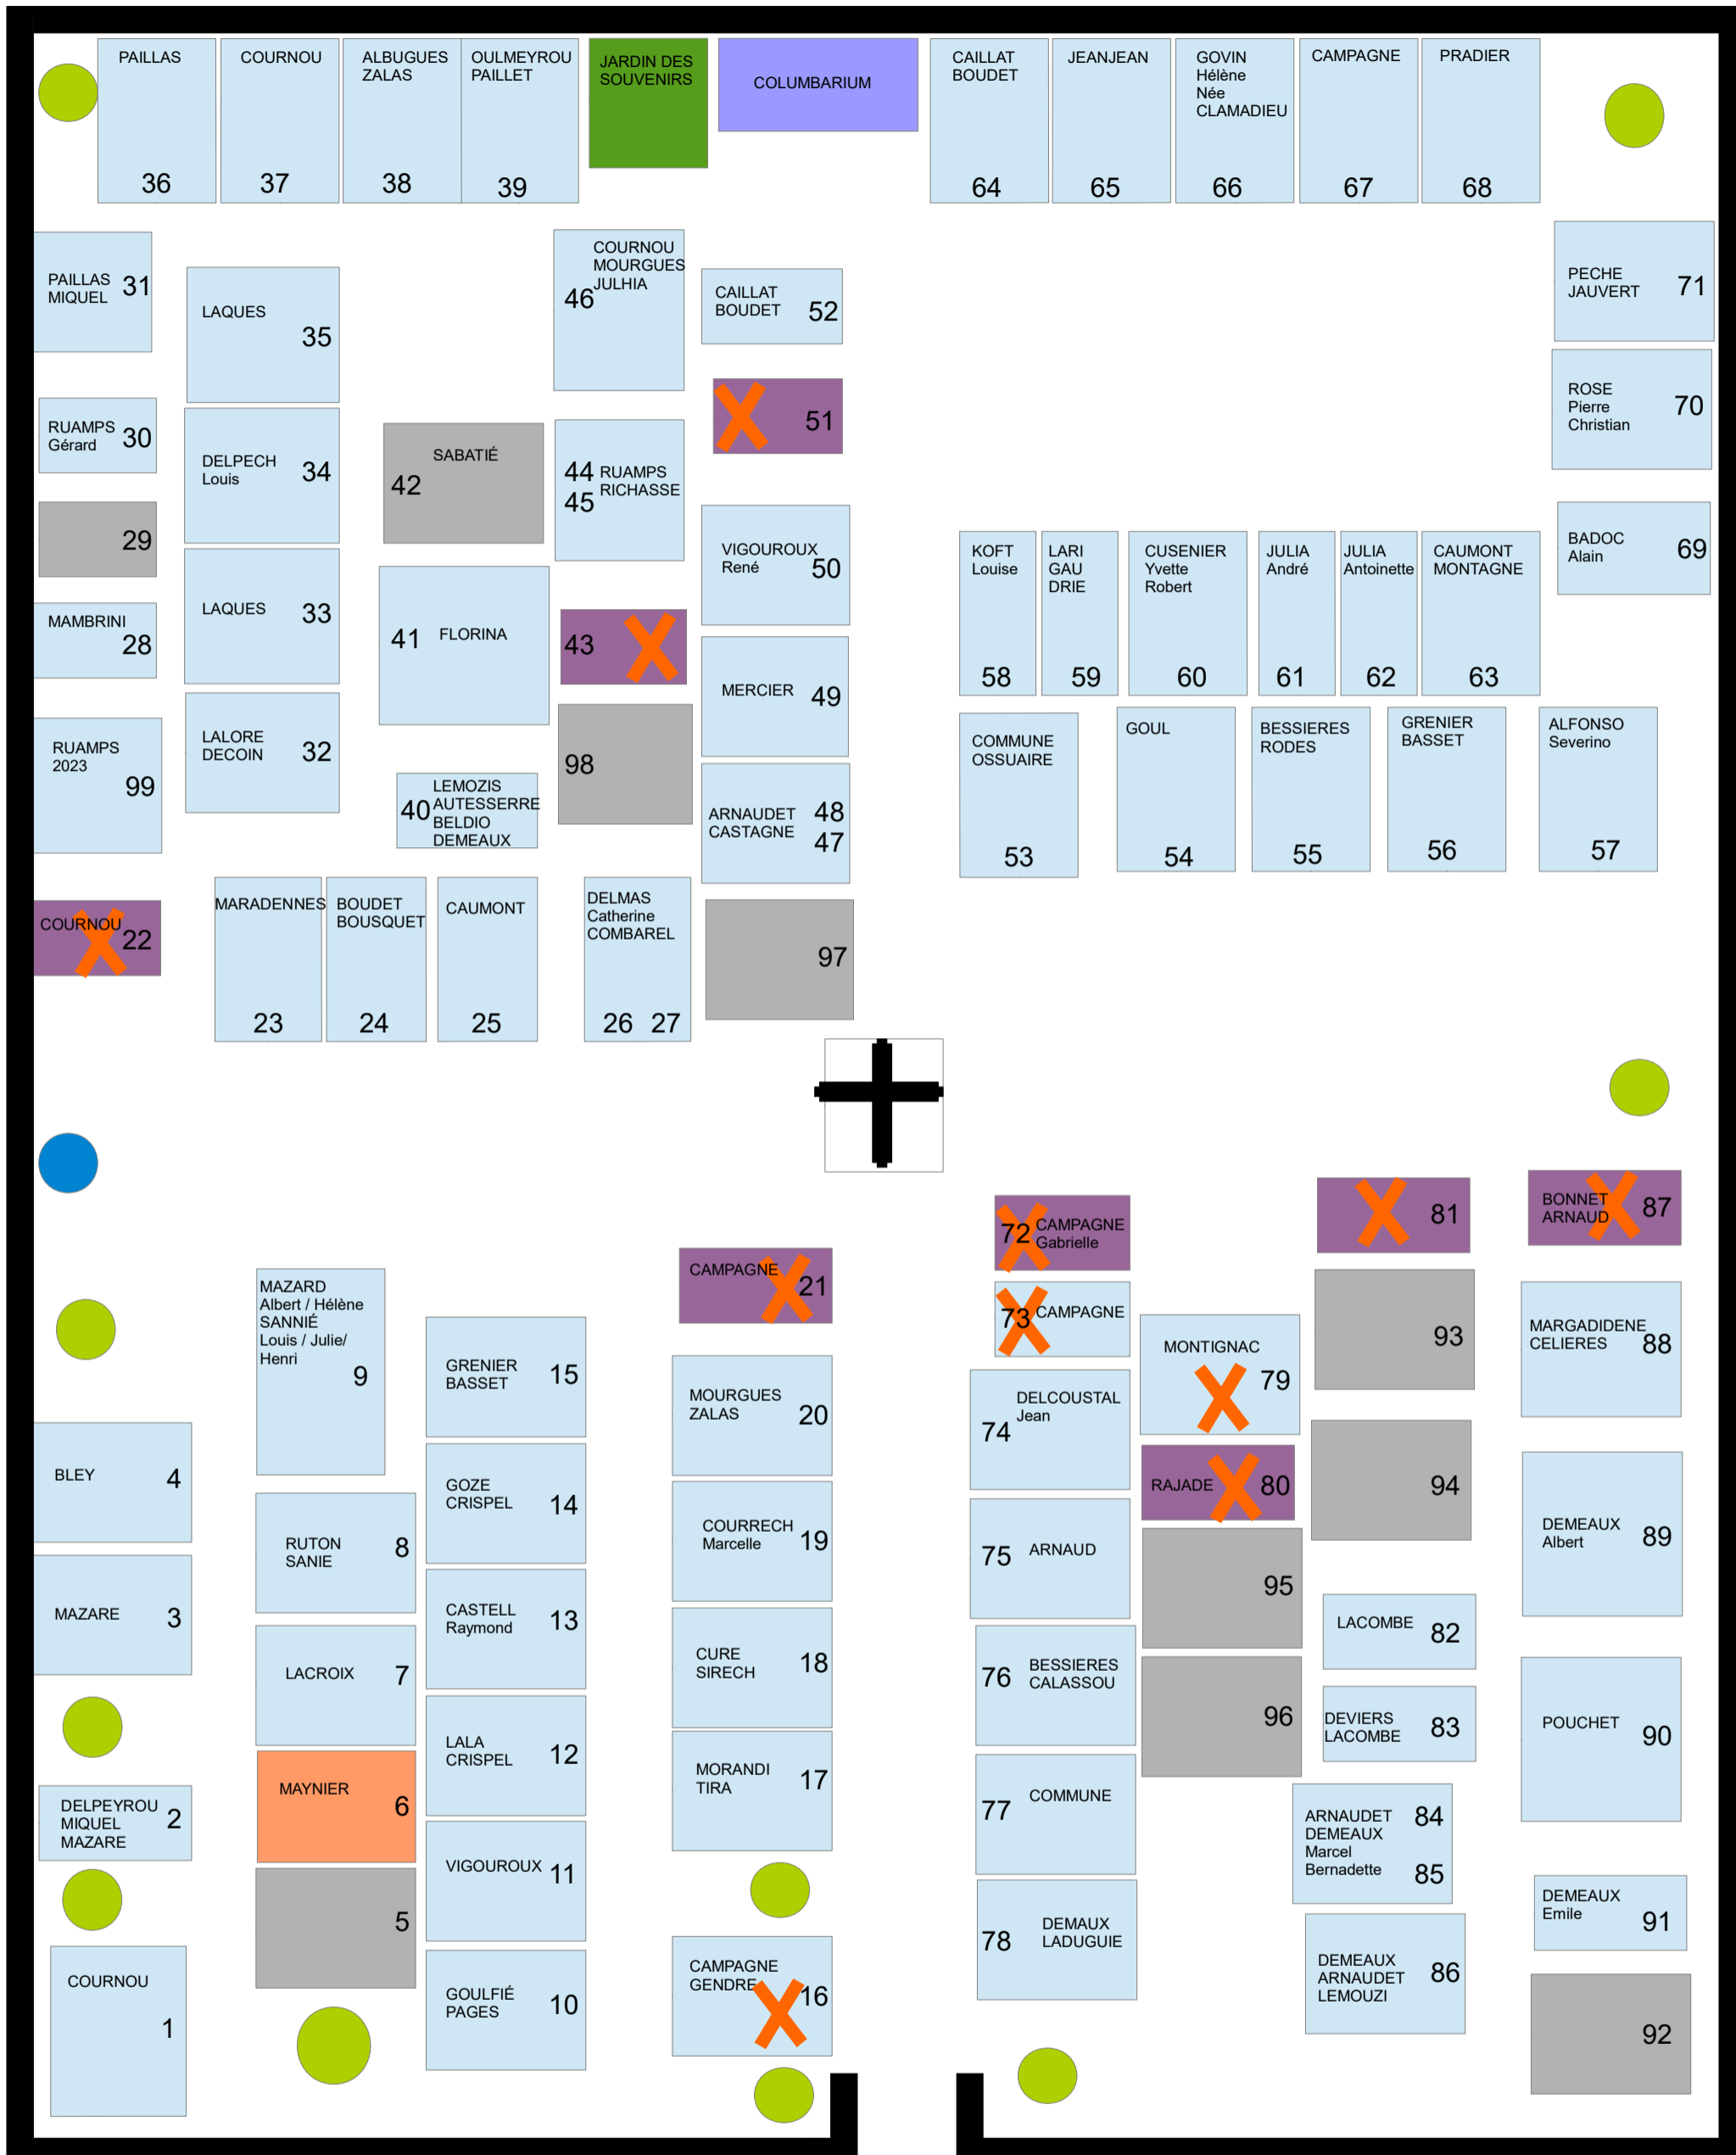 PAILLAS
36
COURNOU
37
ALBUGUES
ZALAS
38
OULMEYROU
PAILLET
39
JARDIN DES
SOUVENIRS
COLUMBARIUM
CAILLAT
BOUDET
64
JEANJEAN
65
GOVIN
Hélène
Née
CLAMADIEU
66
CAMPAGNE
67
PRADIER
68
PAILLAS
MIQUEL
31
LAQUES
35
COURNOU
MOURGUES
JULHIA
46
CAILLAT
BOUDET
52
PECHE
JAUVERT
71
RUAMPS
Gérard
30
DELPECH
Louis
34
SABATIÉ
42
44
45
RUAMPS
RICHASSE
51
ROSE
Pierre
Christian
70
29
VIGOUROUX
René
50
KOFT
Louise
58
LARI
GAU
DRIE
59
CUSENIER
Yvette
Robert
60
JULIA
André
61
JULIA
Antoinette
62
CAUMONT
MONTAGNE
63
BADOC
Alain
69
MAMBRINI
28
LAQUES
33
41
FLORINA
43
MERCIER
49
RUAMPS
2023
99
LALORE
DECOIN
32
40
LEMOZIS
AUTESSERRE
BELDIO
DEMEAUX
98
ARNAUDET
CASTAGNE
48
47
COMMUNE
OSSUAIRE
53
GOUL
54
BESSIERES
RODES
55
GRENIER
BASSET
56
ALFONSO
Severino
57
COURNOU
22
MARADENNES
23
BOUDET
BOUSQUET
24
CAUMONT
25
DELMAS
Catherine
COMBAREL
26 27
97
72
CAMPAGNE
Gabrielle
81
BONNET
ARNAUD
87
CAMPAGNE
21
73
CAMPAGNE
MONTIGNAC
79
93
MARGADIDENE
CELIERES
88
MAZARD
Albert / Hélène
SANNIÉ
Louis / Julie/
Henri
9
GRENIER
BASSET
15
MOURGUES
ZALAS
20
74
DELCOUSTAL
Jean
RAJADE
80
94
BLEY
4
RUTON
SANIE
8
GOZE
CRISPEL
14
COURRECH
Marcelle
19
75
ARNAUD
95
DEMEAUX
Albert
89
MAZARE
3
LACROIX
7
CASTELL
Raymond
13
CURE
SIRECH
18
76
BESSIERES
CALASSOU
96
LACOMBE
82
DEVIERS
LACOMBE
83
POUCHET
90
DELPEYROU
MIQUEL
MAZARE
2
MAYNIER
6
LALA
CRISPEL
12
MORANDI
TIRA
17
77
COMMUNE
ARNAUDET
DEMEAUX
Marcel
Bernadette
84
85
5
VIGOUROUX
11
78
DEMAUX
LADUGUIE
DEMEAUX
ARNAUDET
LEMOUZI
86
DEMEAUX
Emile
91
COURNOU
1
GOULFIÉ
PAGES
10
CAMPAGNE
GENDRE
16
92